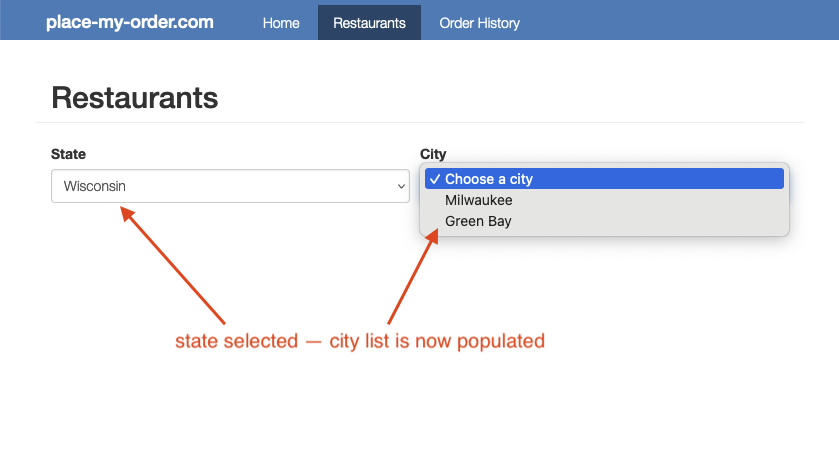 place-my-order.com Home Restaurants Order History
Restaurants
State City
Wisconsin ✓ Choose a city
Milwaukee
Green Bay
state selected — city list is now populated